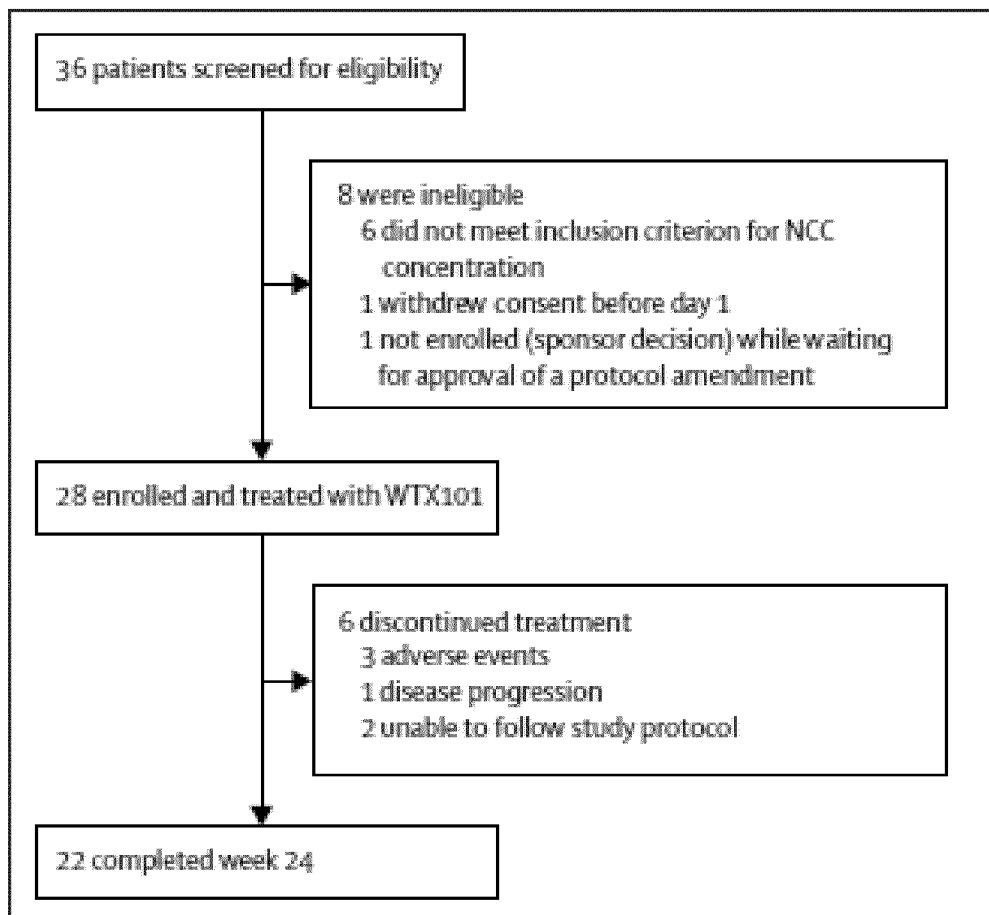 36 patients screened for eligibility
8 were ineligible
6 did not meet inclusion criterion for NCC
concentration
1 withdrew consent before day 1
1 not enrolled (sponsor decision) while waiting
for approval of a protocol amendment
28 enrolled and treated with WTX101
6 discontinued treatment
3 adverse events
1 disease progression
2 unable to follow study protocol
22 completed week 24